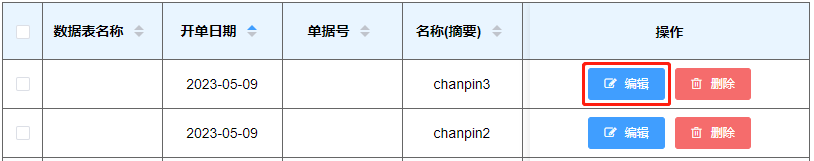 数据表名称 开单日期 单据号 名称(摘要) 操作
2023-05-09 chanpin3 编辑 删除
2023-05-09 chanpin2 编辑 删除